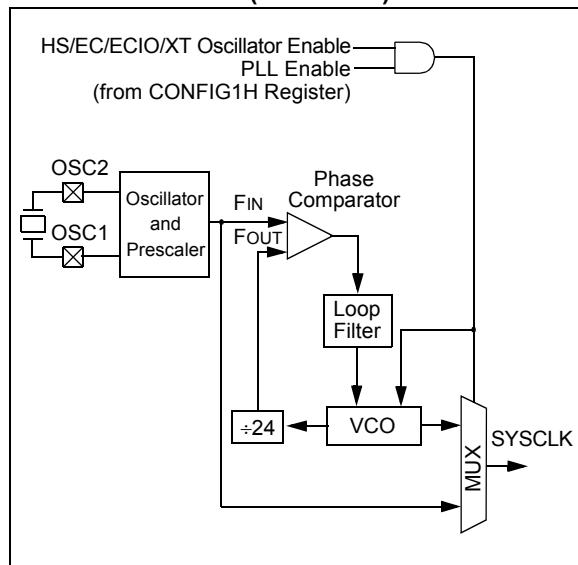 HS/EC/ECIO/XT Oscillator Enable
PLL Enable
(from CONFIG1H Register)
OSC2
OSC1
Oscillator
and
Prescaler
FIN
FOUT
Phase
Comparator
Loop
Filter
÷24
VCO
MUX
SYSCLK